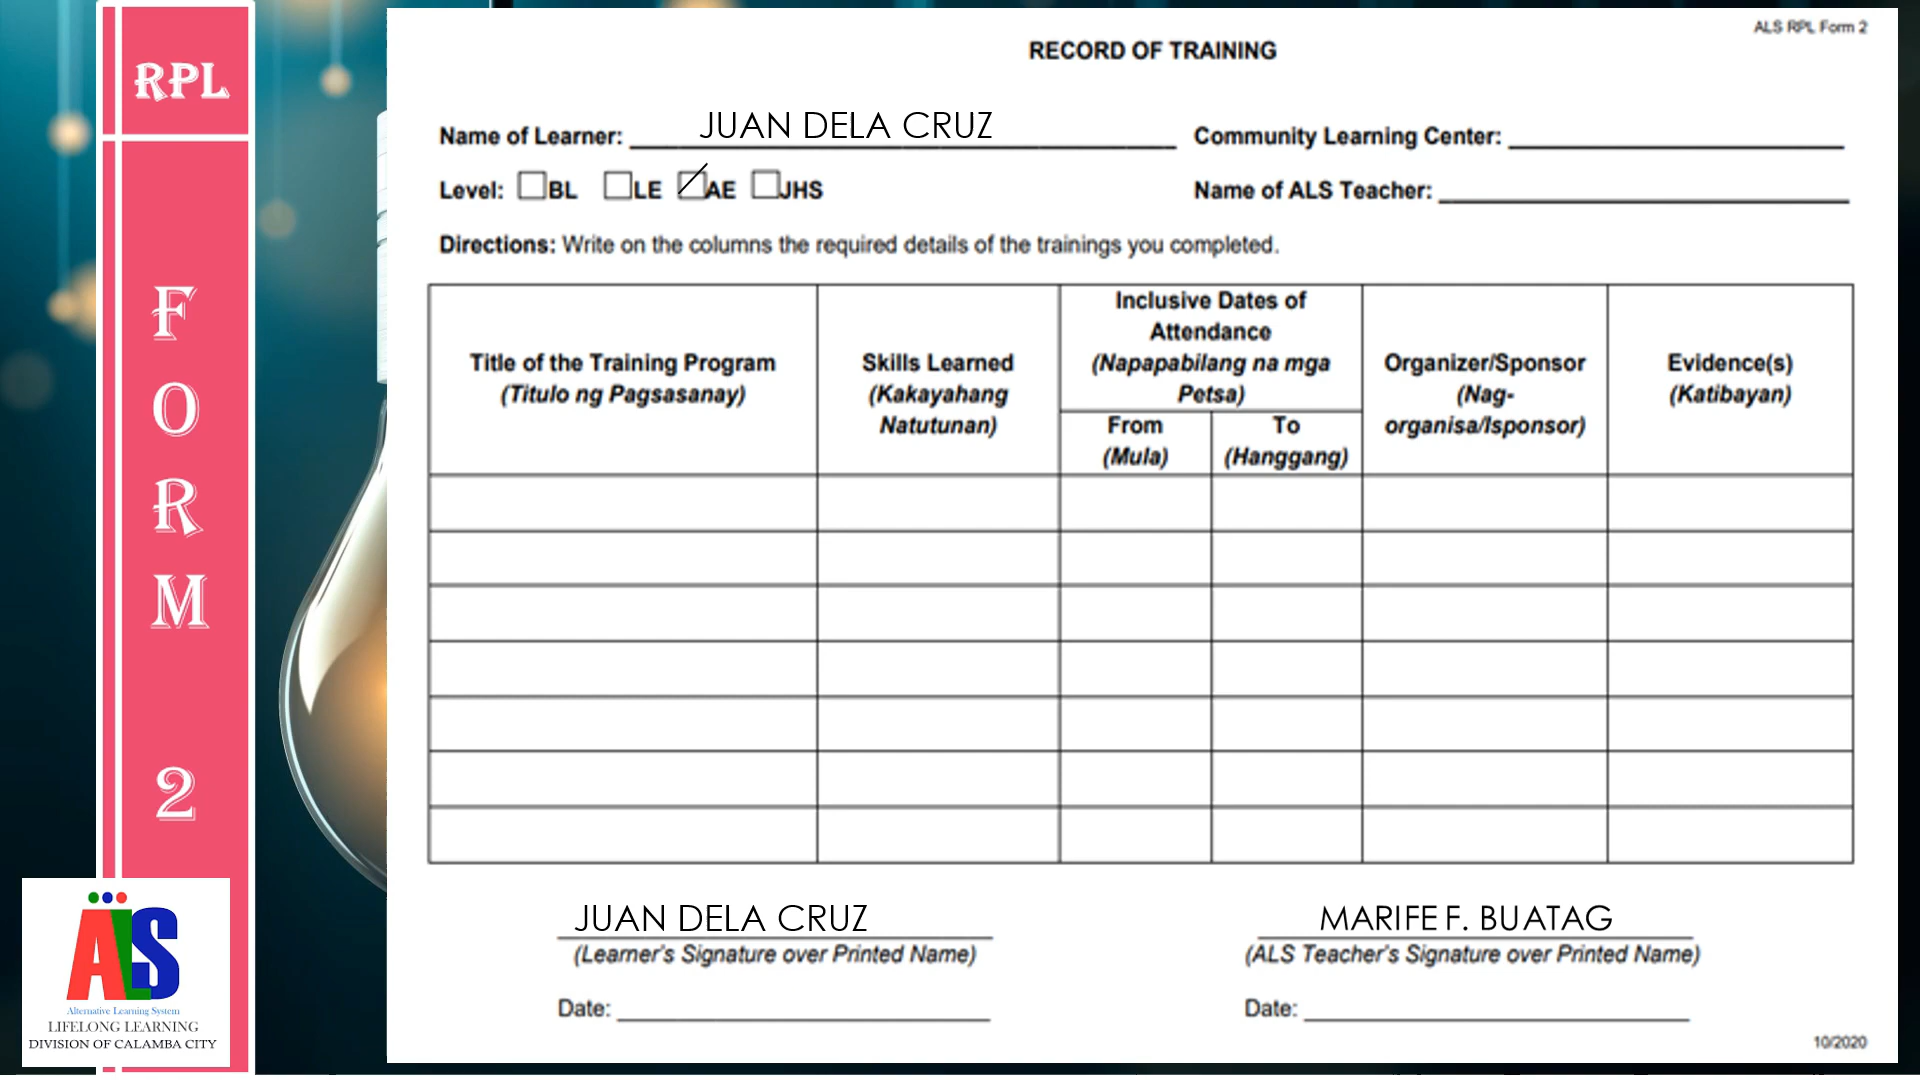 RPL
FORM 2
ALS RPL Form 2
RECORD OF TRAINING
Name of Learner: JUAN DELA CRUZ Community Learning Center:
Level: BL LE AE JHS Name of ALS Teacher:
Directions: Write on the columns the required details of the trainings you completed.
Title of the Training Program
(Titulo ng Pagsasanay)
Skills Learned
(Kakayahang
Natutunan)
Inclusive Dates of
Attendance
(Napapabilang na mga
Petsa)
From
(Mula)
To
(Hanggang)
Organizer/Sponsor
(Nag-
organisa/Isponsor)
Evidence(s)
(Katibayan)
JUAN DELA CRUZ
(Learner's Signature over Printed Name)
Date:
MARIFE F. BUATAG
(ALS Teacher's Signature over Printed Name)
Date:
10/2020
ALS
Alternative Learning System
LIFELONG LEARNING
DIVISION OF CALAMBA CITY